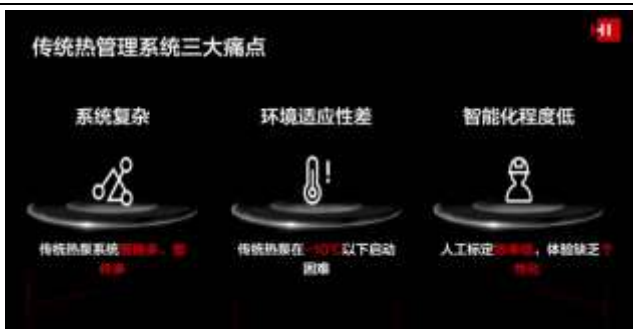 传统热管理系统三大痛点
系统复杂
环境适应性差
智能化程度低
传统热泵系统
传统热泵在-10℃以下启动
困难
人工标定 ，体验缺乏